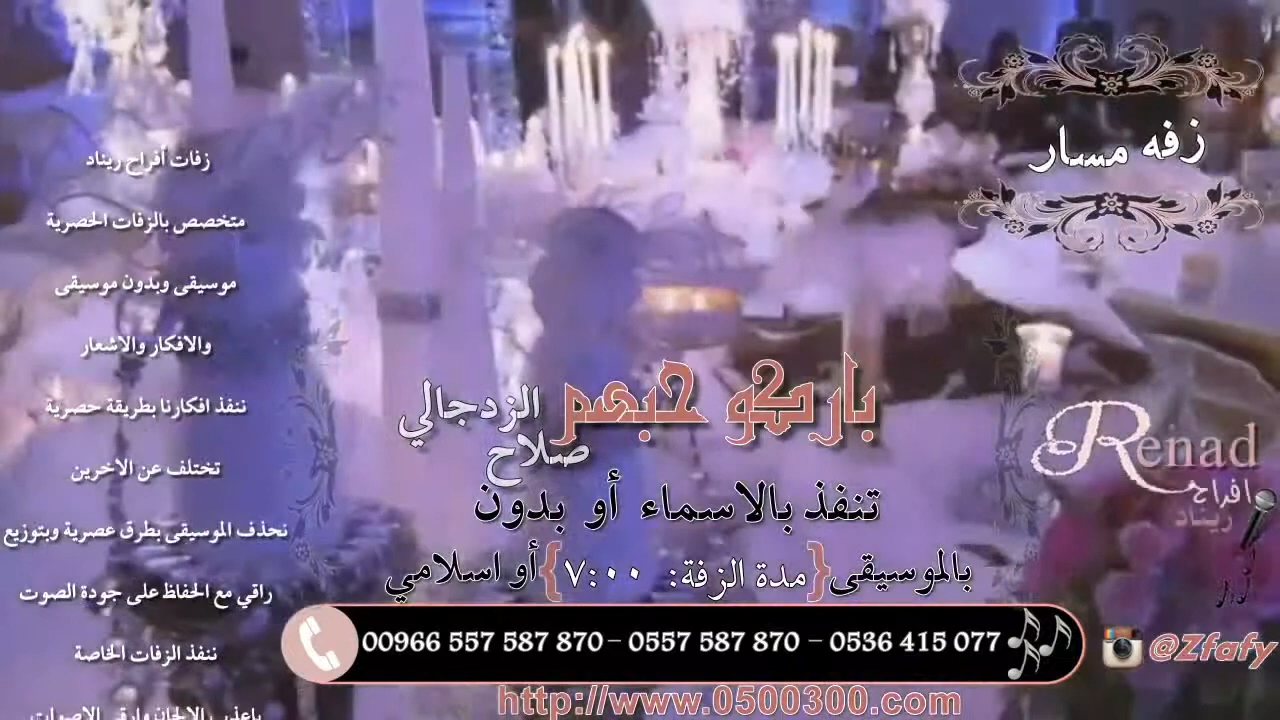 زفه مسار
زفات أفراح ريناد
متخصص بالزفات الحصرية
موسيقى وبدون موسيقى
والافكار والاشعار
ننفذ افكارنا بطريقة حصرية
تختلف عن الاخرين
نحذف الموسيقى بطرق عصرية وبتوزيع
راقي مع الحفاظ على جودة الصوت
ننفذ الزفات الخاصة
باركو حبهم الزدجالي
صلاح
تنفذ بالاسماء أو بدون
بالموسيقى {مدة الزفة: ٧:٠٠} أو اسلامي
Renad
افراح
ريناد
00966 557 587 870 - 0557 587 870 - 0536 415 077
@Zfafy
http://www.0500300.com